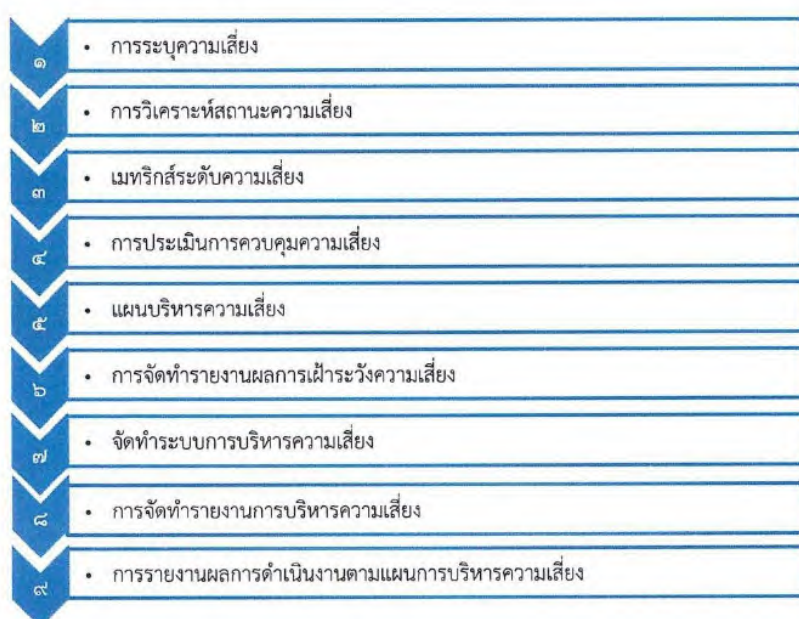 ๑ • การระบุความเสี่ยง
๒ • การวิเคราะห์สถานะความเสี่ยง
๓ • เมทริกส์ระดับความเสี่ยง
๔ • การประเมินการควบคุมความเสี่ยง
๕ • แผนบริหารความเสี่ยง
๖ • การจัดทำรายงานผลการเฝ้าระวังความเสี่ยง
๗ • จัดทำระบบการบริหารความเสี่ยง
๘ • การจัดทำรายงานการบริหารความเสี่ยง
๙ • การรายงานผลการดำเนินงานตามแผนการบริหารความเสี่ยง